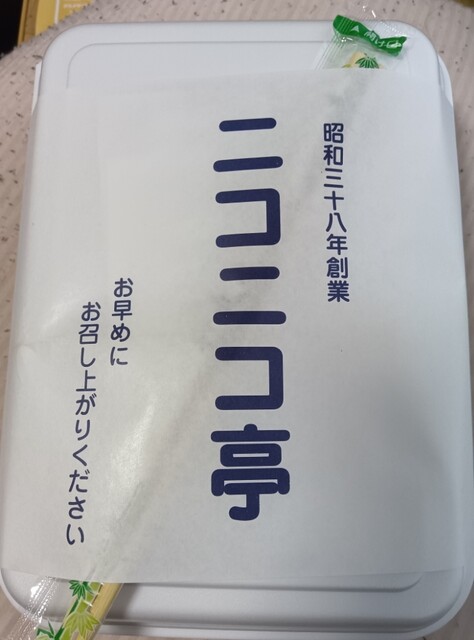 昭和三十八年創業
ニコニコ亭
お早めに
お召し上がりください